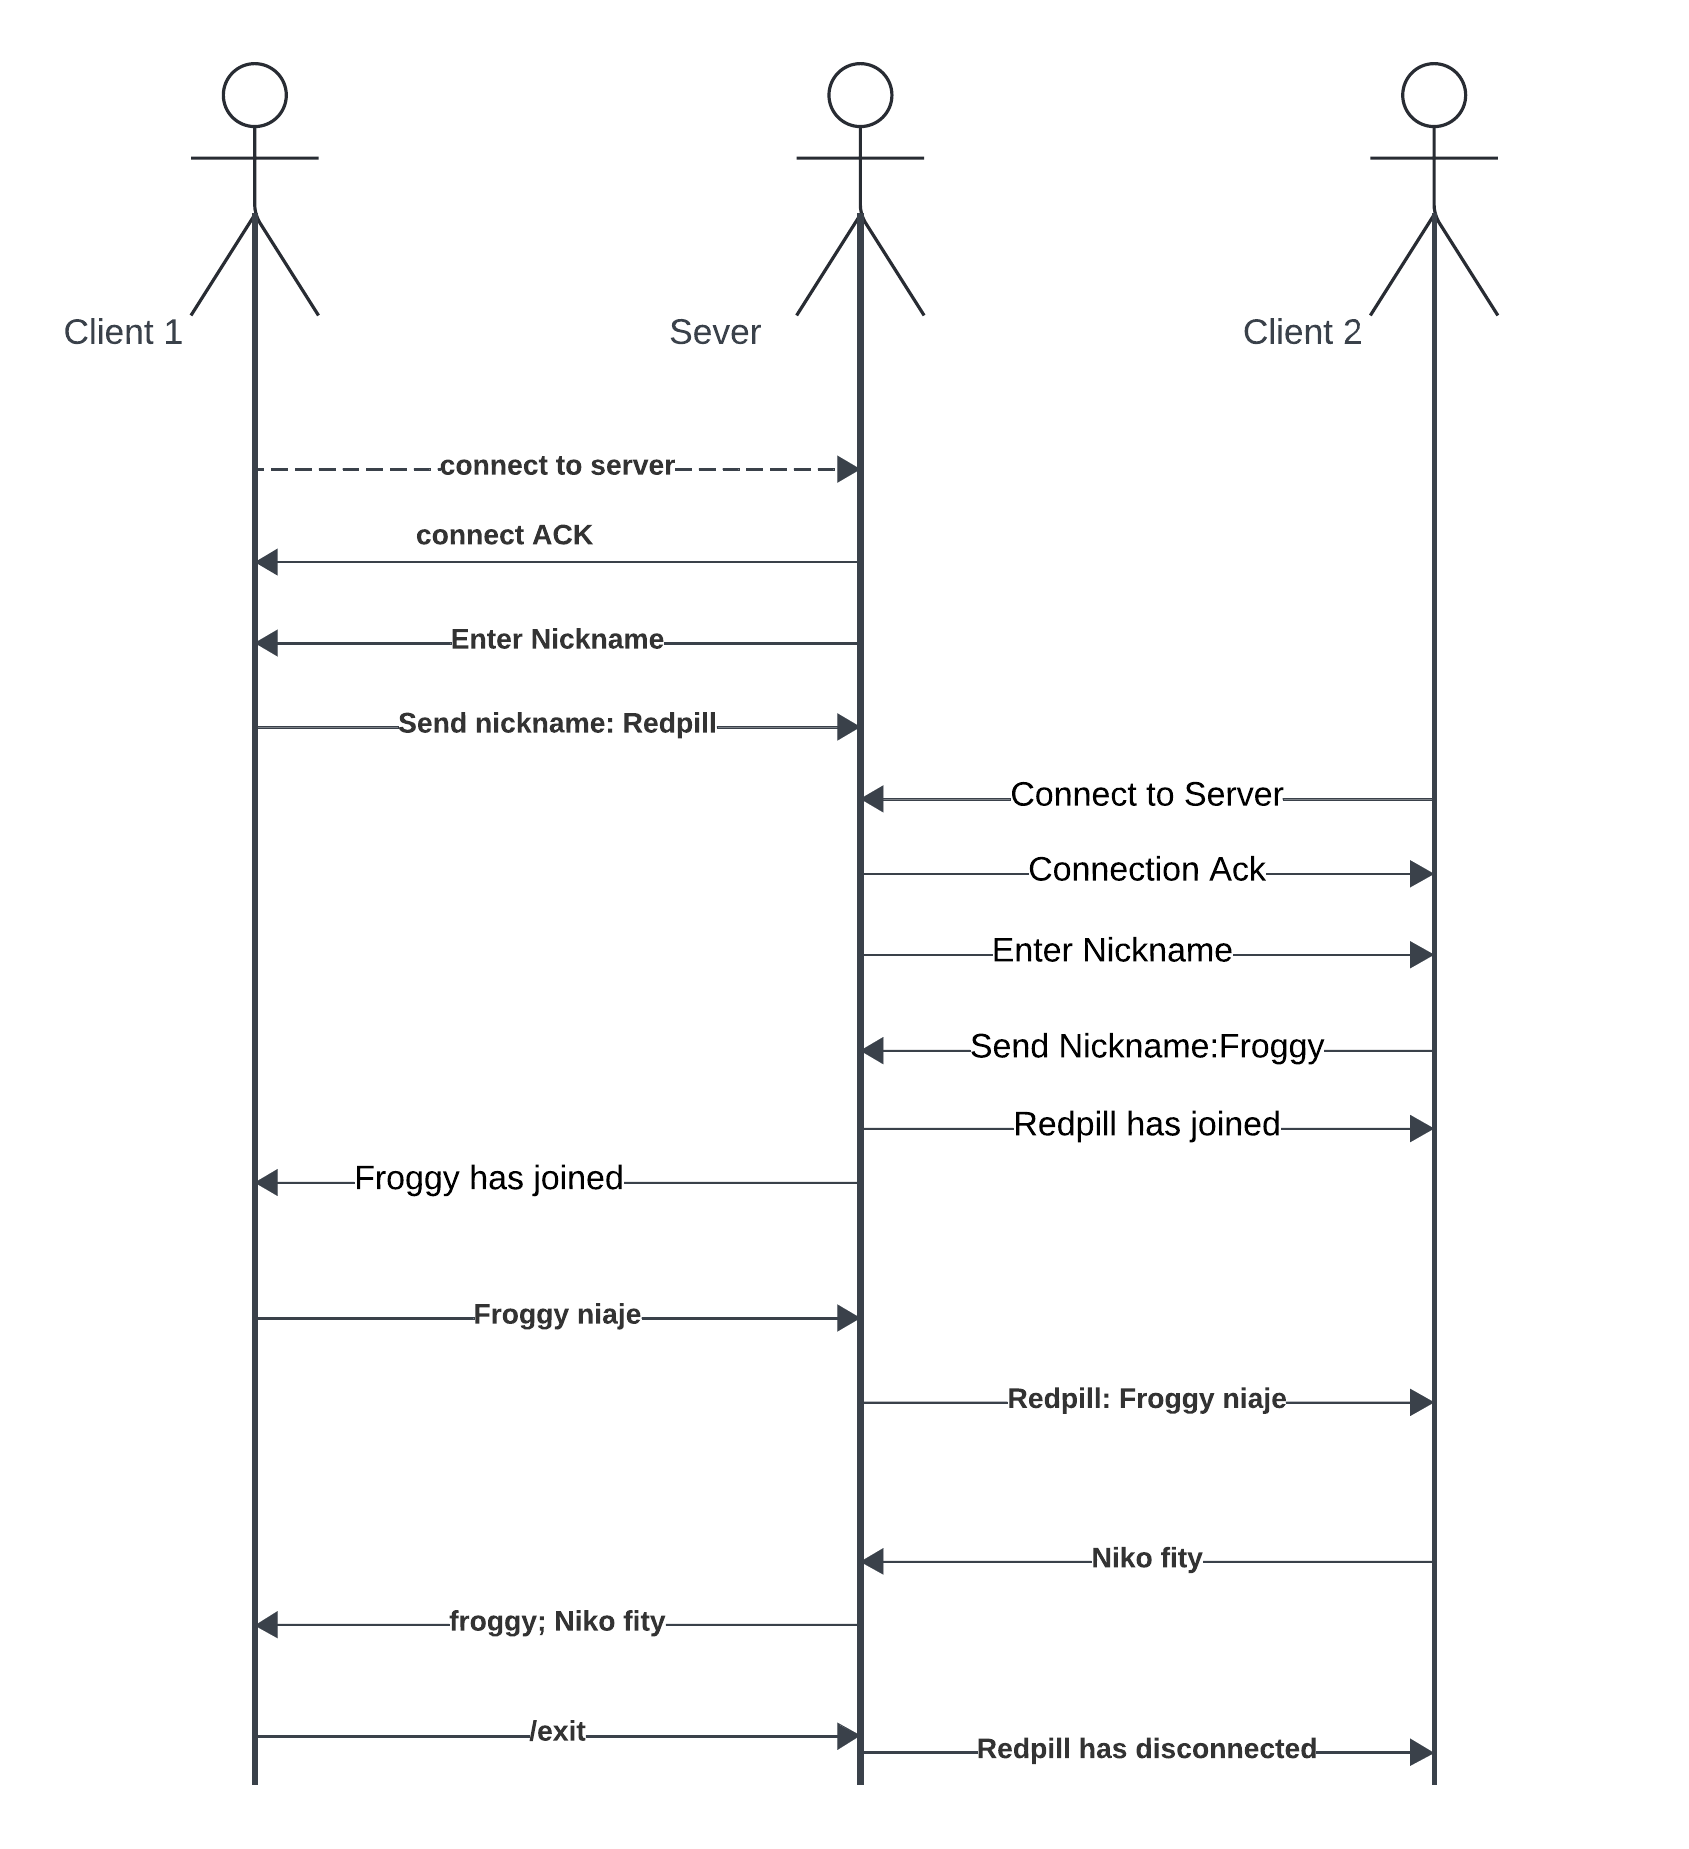 Client 1
Sever
Client 2
connect to server
connect ACK
Enter Nickname
Send nickname: Redpill
Connect to Server
Connection Ack
Enter Nickname
Send Nickname:Froggy
Redpill has joined
Froggy has joined
Froggy niaje
Redpill: Froggy niaje
Niko fity
froggy; Niko fity
/exit
Redpill has disconnected